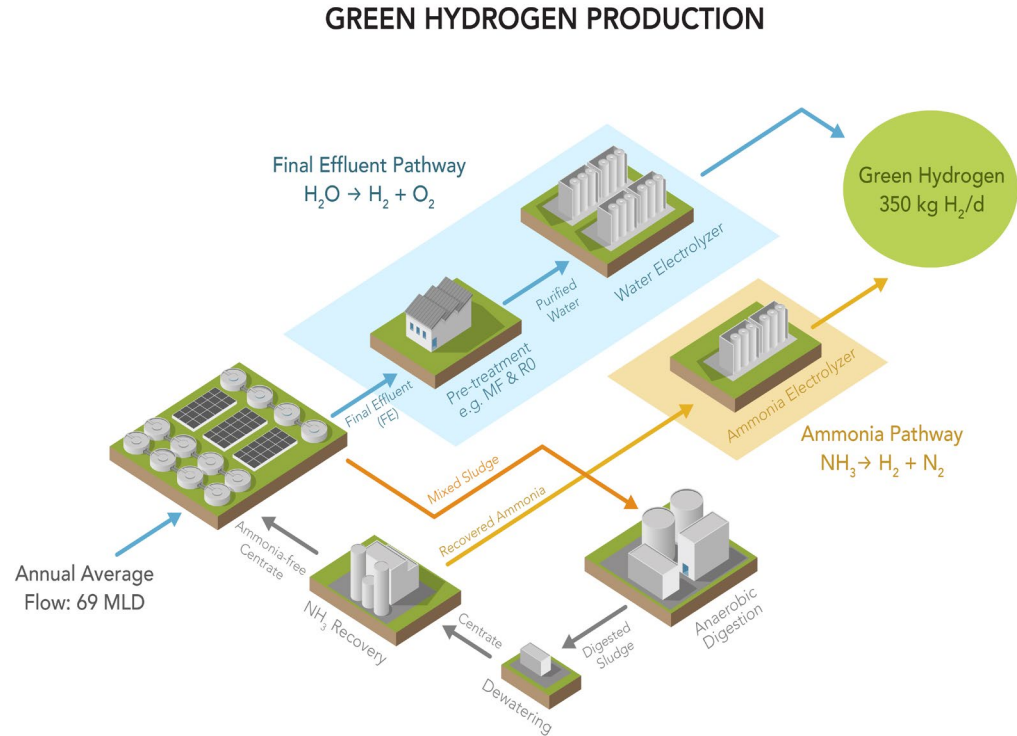 GREEN HYDROGEN PRODUCTION
Final Effluent Pathway
H₂O → H₂ + O₂
Green Hydrogen
350 kg H₂/d
Water Electrolyzer
Purified
Water
Pre-treatment
e.g. MF & RO
Final Effluent
(FE)
Ammonia Electrolyzer
Ammonia Pathway
NH₃→ H₂ + N₂
Mixed Sludge
Recovered Ammonia
Annual Average
Flow: 69 MLD
Ammonia-free
Centrate
NH₃ Recovery
Centrate
Dewatering
Digested
Sludge
Anaerobic
Digestion